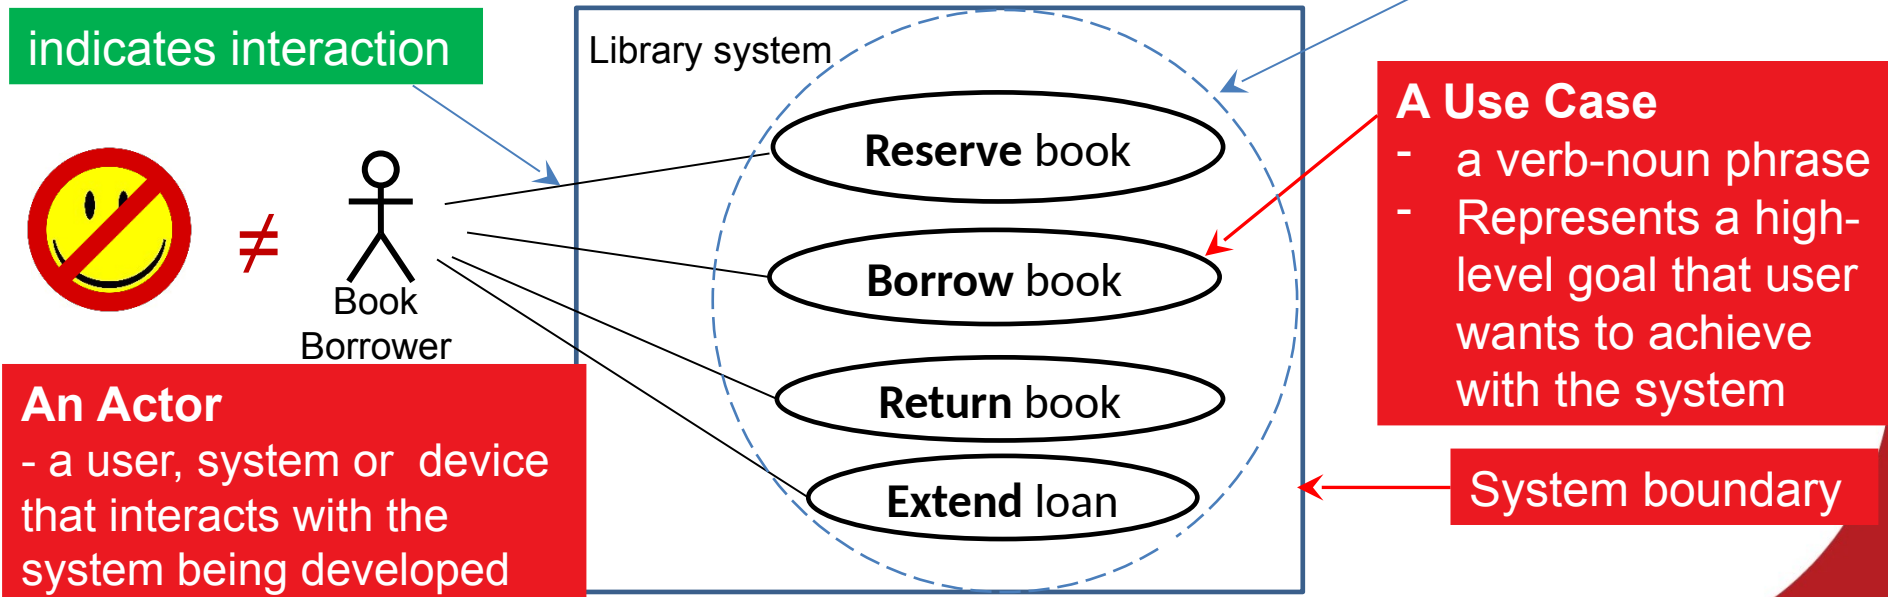 indicates interaction
Library system
Reserve book
Borrow book
Return book
Extend loan
≠
Book
Borrower
An Actor
- a user, system or device
that interacts with the
system being developed
A Use Case
- a verb-noun phrase
- Represents a high-
level goal that user
wants to achieve
with the system
System boundary